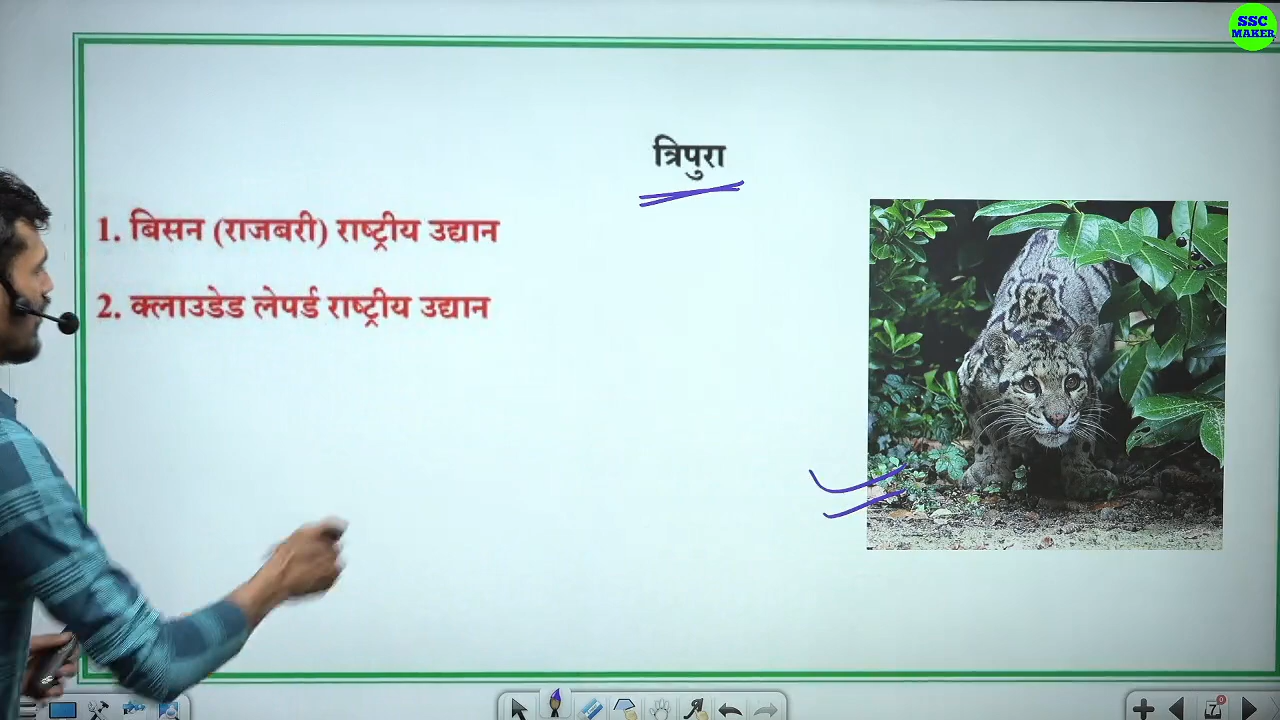 SSC
MAKER
त्रिपुरा
1. बिसन (राजबरी) राष्ट्रीय उद्यान
2. क्लाउडेड लेपर्ड राष्ट्रीय उद्यान